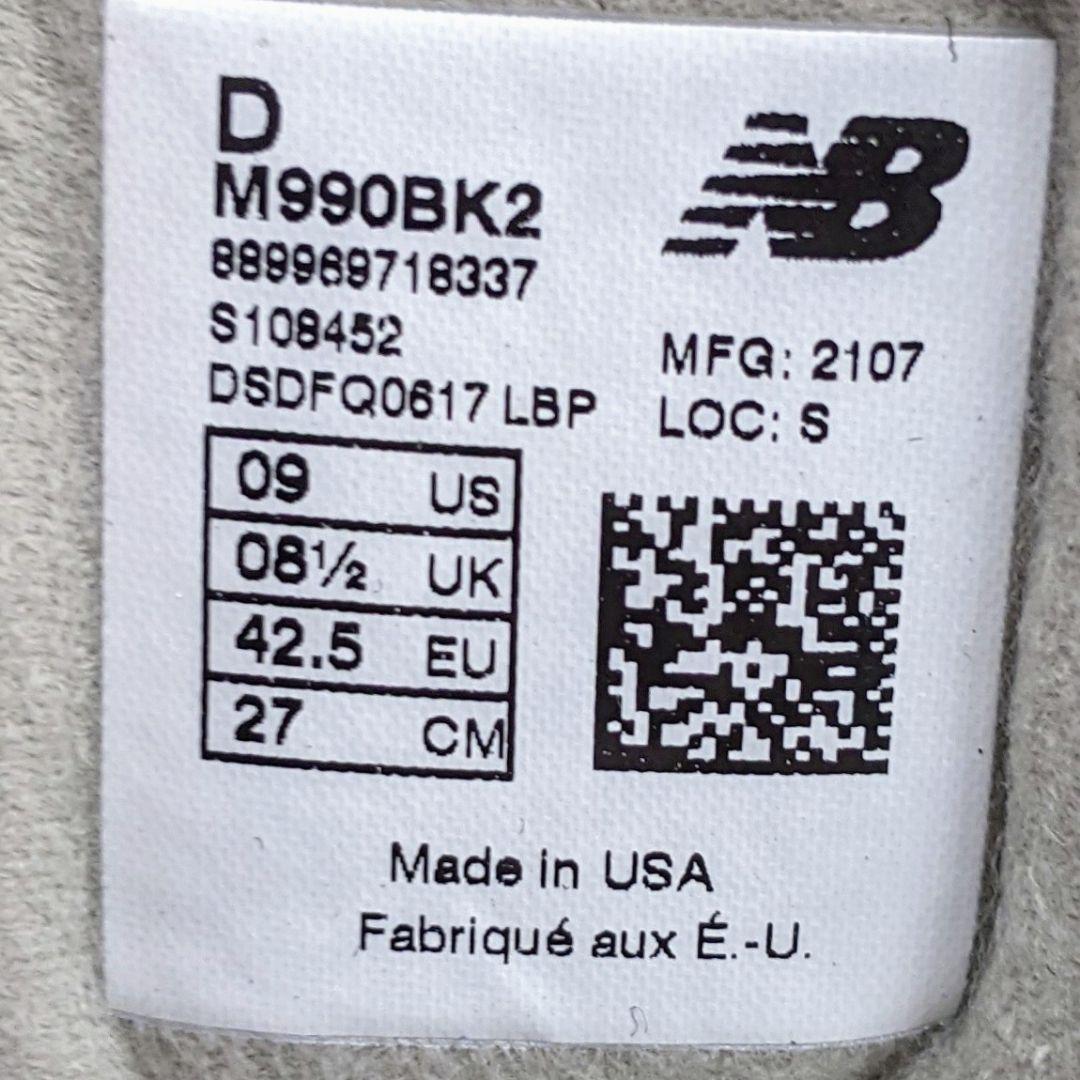 D
M990BK2
889969718337
S108452
DSDFQ0617 LBP
NB
MFG: 2107
LOC: S
09 US
08½ UK
42.5 EU
27 CM
Made in USA
Fabriqué aux É.-U.